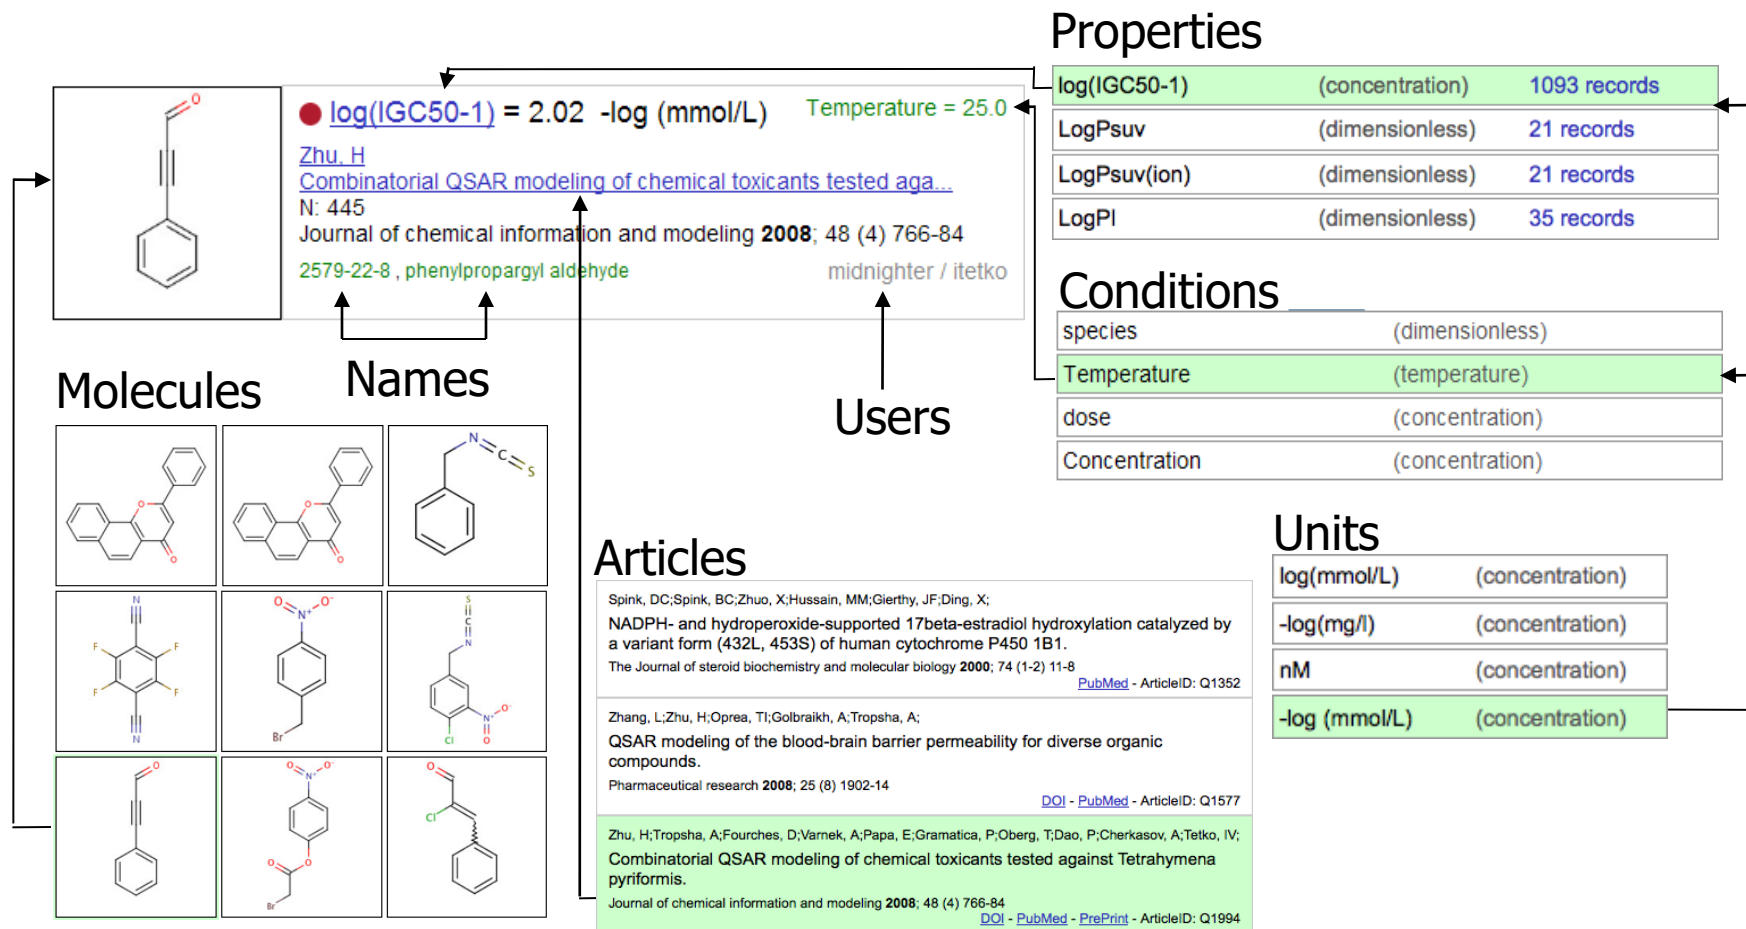 Properties
log(IGC50-1) (concentration) 1093 records
LogPsuv (dimensionless) 21 records
LogPsuv(ion) (dimensionless) 21 records
LogPI (dimensionless) 35 records
O
log(IGC50-1) = 2.02 -log (mmol/L) Temperature = 25.0
Zhu, H
Combinatorial QSAR modeling of chemical toxicants tested aga...
N: 445
Journal of chemical information and modeling 2008; 48 (4) 766-84
2579-22-8 , phenylpropargyl aldehyde midnighter / itetko
Names
Users
Conditions
species (dimensionless)
Temperature (temperature)
dose (concentration)
Concentration (concentration)
Molecules
O
O
O
O
N C S
N
F F
F F
N
O O-
N+
Br
S
C
N
N+ O-
Cl O
O
O O-
N+
O
O
Br
O
Cl
Articles
Spink, DC;Spink, BC;Zhuo, X;Hussain, MM;Gierthy, JF;Ding, X;
NADPH- and hydroperoxide-supported 17beta-estradiol hydroxylation catalyzed by
a variant form (432L, 453S) of human cytochrome P450 1B1.
The Journal of steroid biochemistry and molecular biology 2000; 74 (1-2) 11-8
PubMed - ArticleID: Q1352
Zhang, L;Zhu, H;Oprea, TI;Golbraikh, A;Tropsha, A;
QSAR modeling of the blood-brain barrier permeability for diverse organic
compounds.
Pharmaceutical research 2008; 25 (8) 1902-14
DOI - PubMed - ArticleID: Q1577
Zhu, H;Tropsha, A;Fourches, D;Varnek, A;Papa, E;Gramatica, P;Oberg, T;Dao, P;Cherkasov, A;Tetko, IV;
Combinatorial QSAR modeling of chemical toxicants tested against Tetrahymena
pyriformis.
Journal of chemical information and modeling 2008; 48 (4) 766-84
DOI - PubMed - PrePrint - ArticleID: Q1994
Units
log(mmol/L) (concentration)
-log(mg/l) (concentration)
nM (concentration)
-log (mmol/L) (concentration)